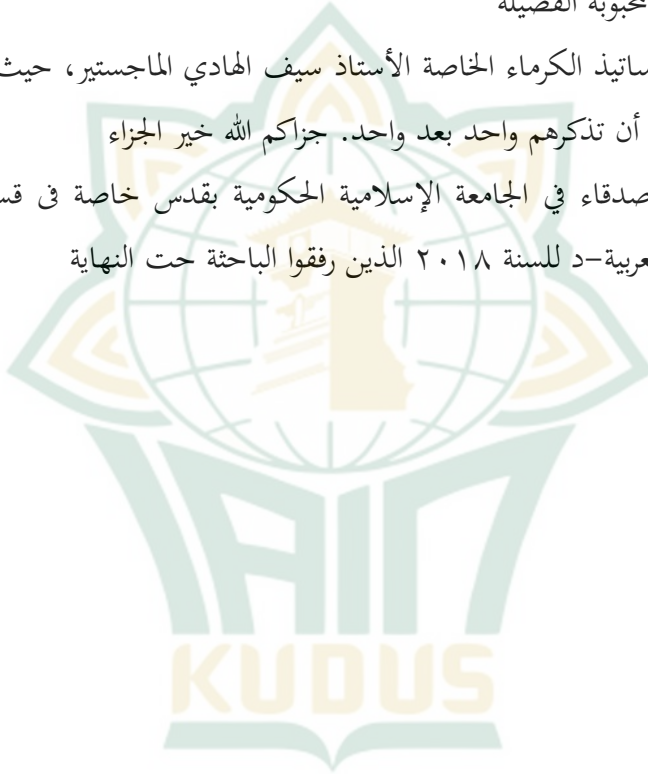 محبوبة الفضيلة
ساتيذ الكرماء الخاصة الأستاذ سيف الهادي الماجستير، حيث
أن تذكرهم واحد بعد واحد. جزاكم الله خير الجزاء
صدقاء في الجامعة الإسلامية الحكومية بقدس خاصة فى قس
عربية-د للسنة ٢٠١٨ الذين رفقوا الباحثة حت النهاية
IAIN
KUDUS